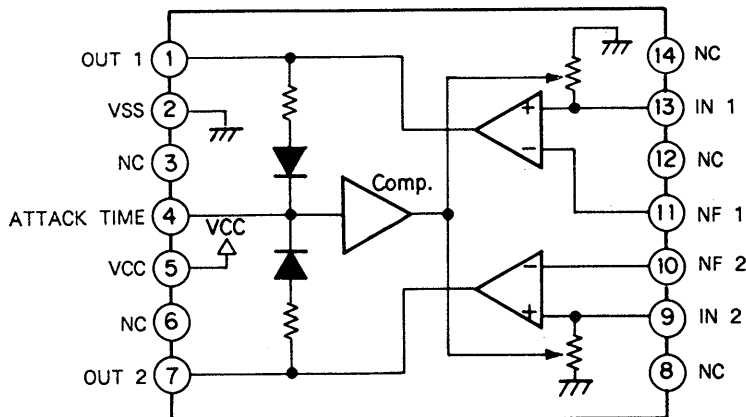 OUT 1 1
VSS 2
NC 3
ATTACK TIME 4
VCC
VCC 5
NC 6
OUT 2 7
Comp.
+
−
−
+
14 NC
13 IN 1
12 NC
11 NF 1
10 NF 2
9 IN 2
8 NC